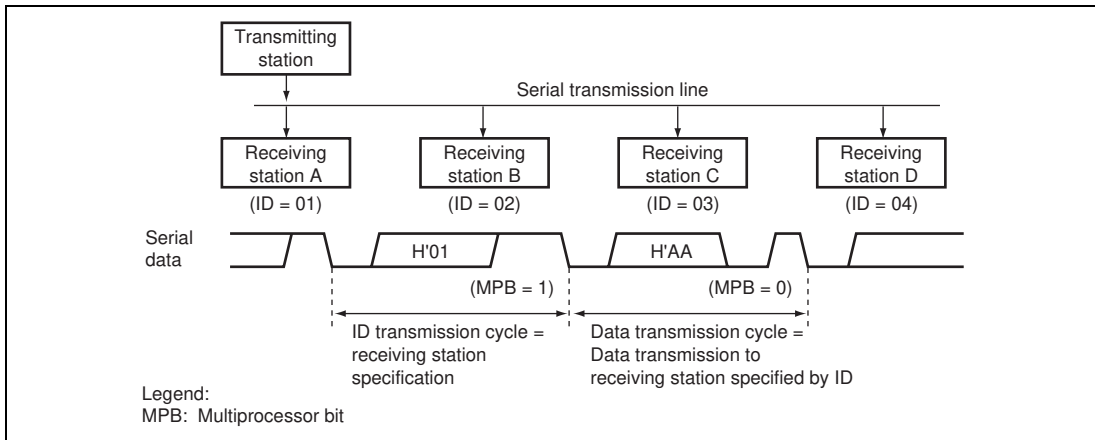 Transmitting
station
Serial transmission line
Receiving
station A
Receiving
station B
Receiving
station C
Receiving
station D
(ID = 01)
(ID = 02)
(ID = 03)
(ID = 04)
Serial
data
H'01
H'AA
(MPB = 1)
(MPB = 0)
ID transmission cycle =
receiving station
specification
Data transmission cycle =
Data transmission to
receiving station specified by ID
Legend:
MPB: Multiprocessor bit